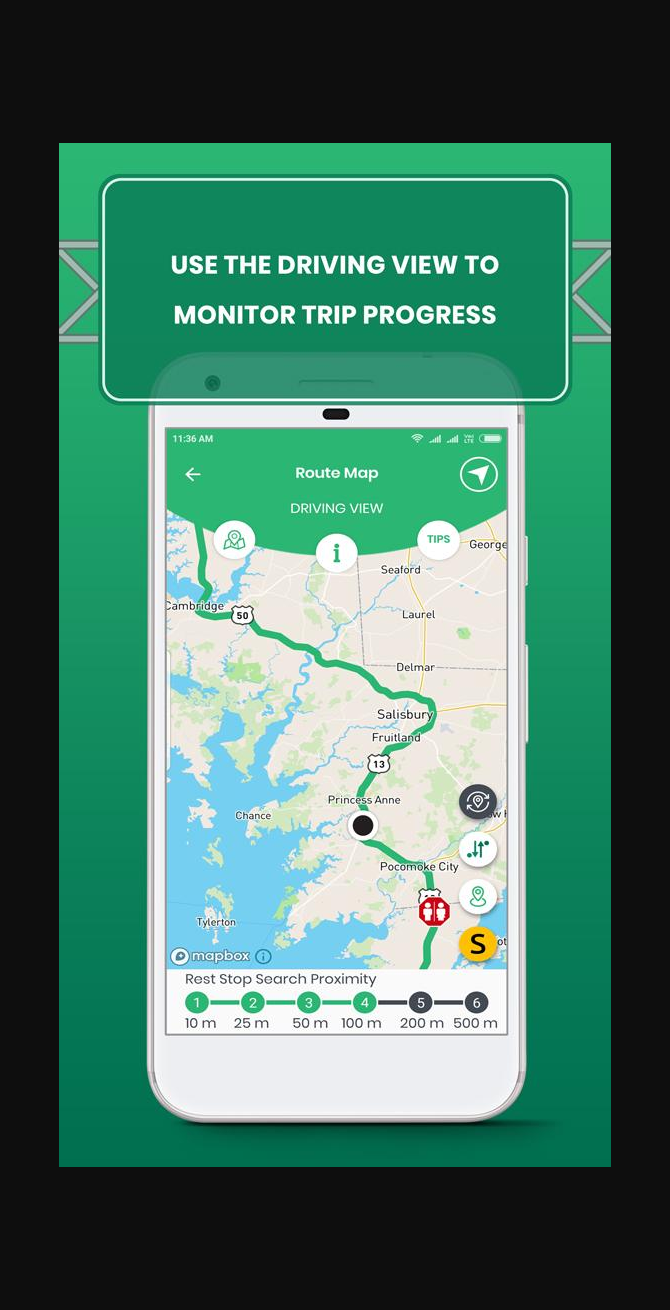 USE THE DRIVING VIEW TO
MONITOR TRIP PROGRESS
11:36 AM
VoLTE
Route Map
DRIVING VIEW
i
TIPS
George
Seaford
Cambridge
50
Laurel
Delmar
Salisbury
Fruitland
13
Princess Anne
Chance
Pocomoke City
Tylerton
S
mapbox i
Rest Stop Search Proximity
1 2 3 4 5 6
10 m 25 m 50 m 100 m 200 m 500 m